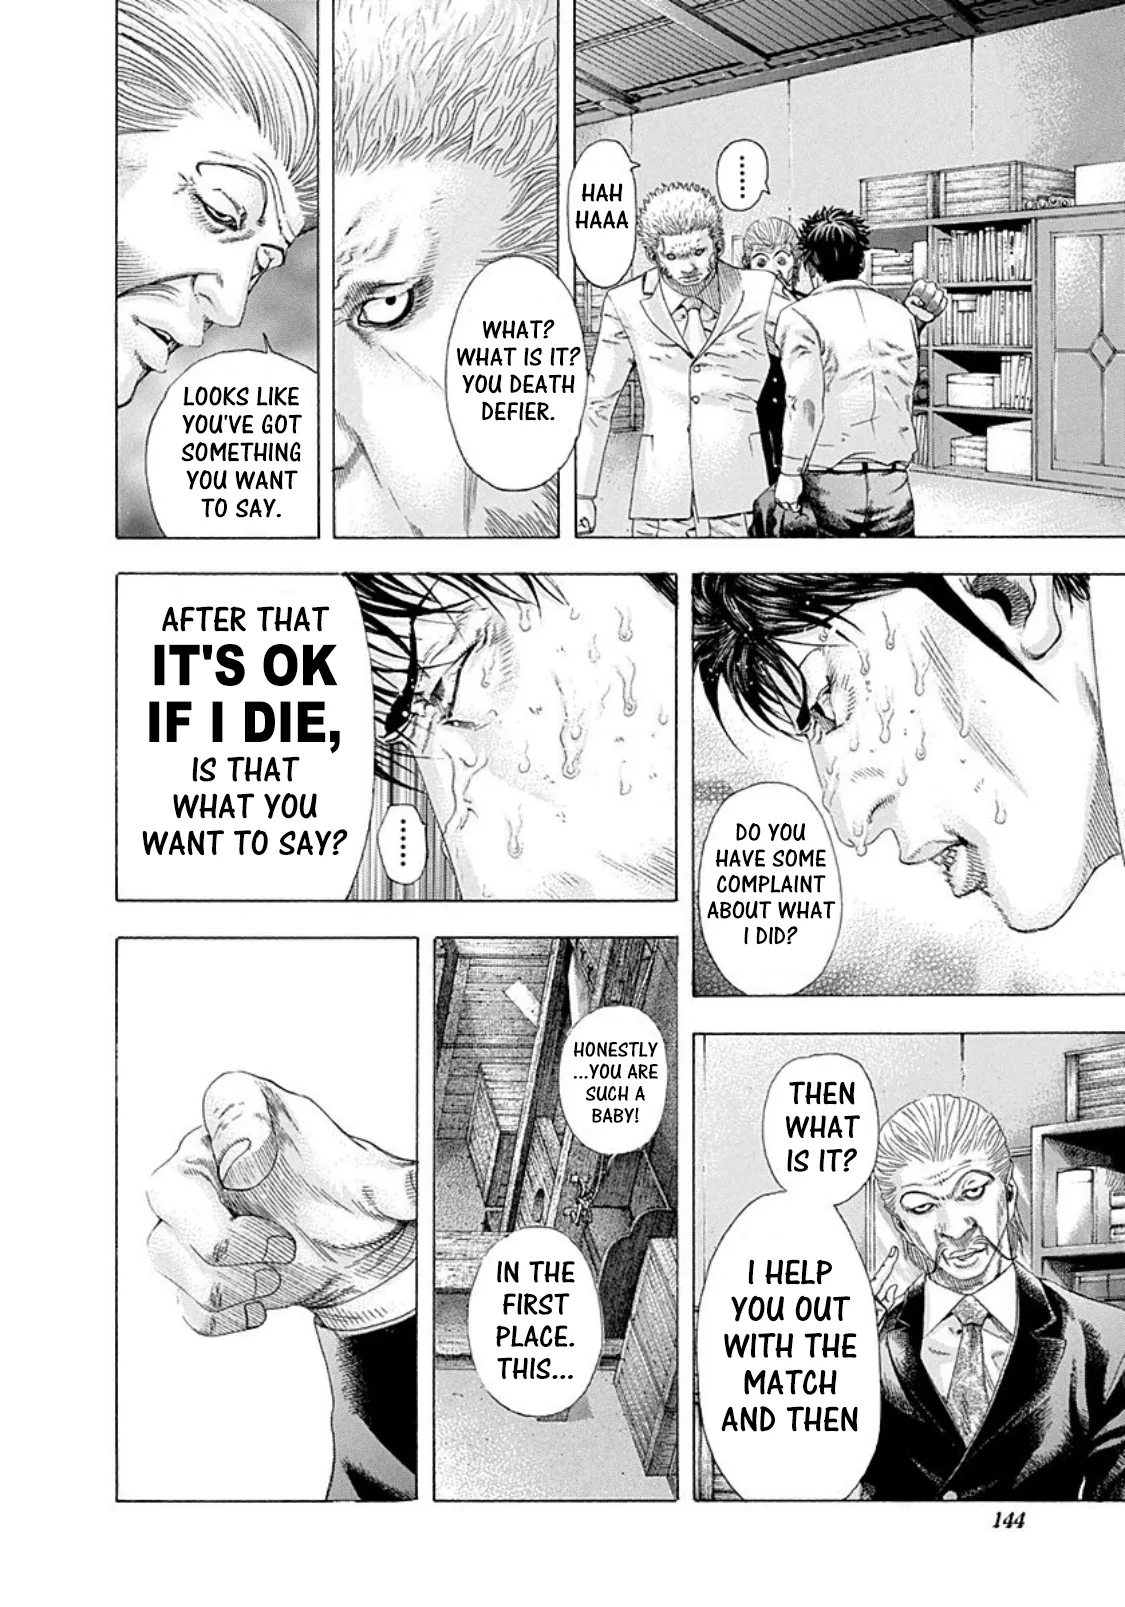 HAH
HAAA
......
WHAT?
WHAT IS IT?
YOU DEATH
DEFIER.
LOOKS LIKE
YOU'VE GOT
SOMETHING
YOU WANT
TO SAY.
DO YOU
HAVE SOME
COMPLAINT
ABOUT WHAT
I DID?
......
AFTER THAT
IT'S OK
IF I DIE,
IS THAT
WHAT YOU
WANT TO SAY?
THEN
WHAT
IS IT?
I HELP
YOU OUT
WITH THE
MATCH
AND THEN
HONESTLY
...YOU ARE
SUCH A
BABY!
IN THE
FIRST
PLACE.
THIS...
144